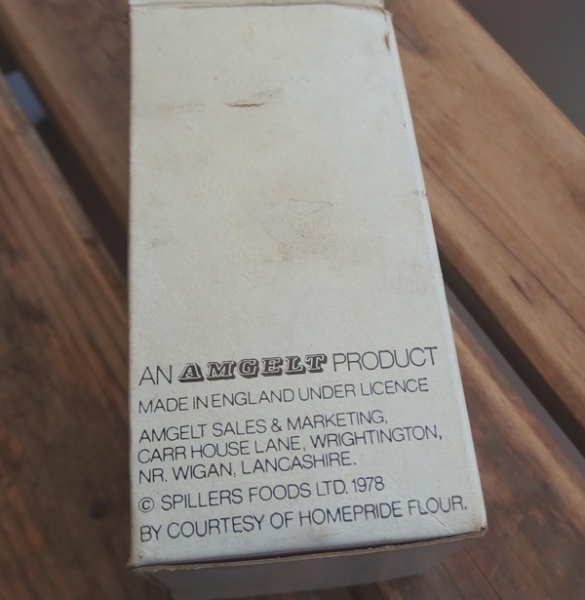 AN AMGELT PRODUCT
MADE IN ENGLAND UNDER LICENCE
AMGELT SALES & MARKETING,
CARR HOUSE LANE, WRIGHTINGTON,
NR. WIGAN, LANCASHIRE.
© SPILLERS FOODS LTD. 1978
BY COURTESY OF HOMEPRIDE FLOUR.